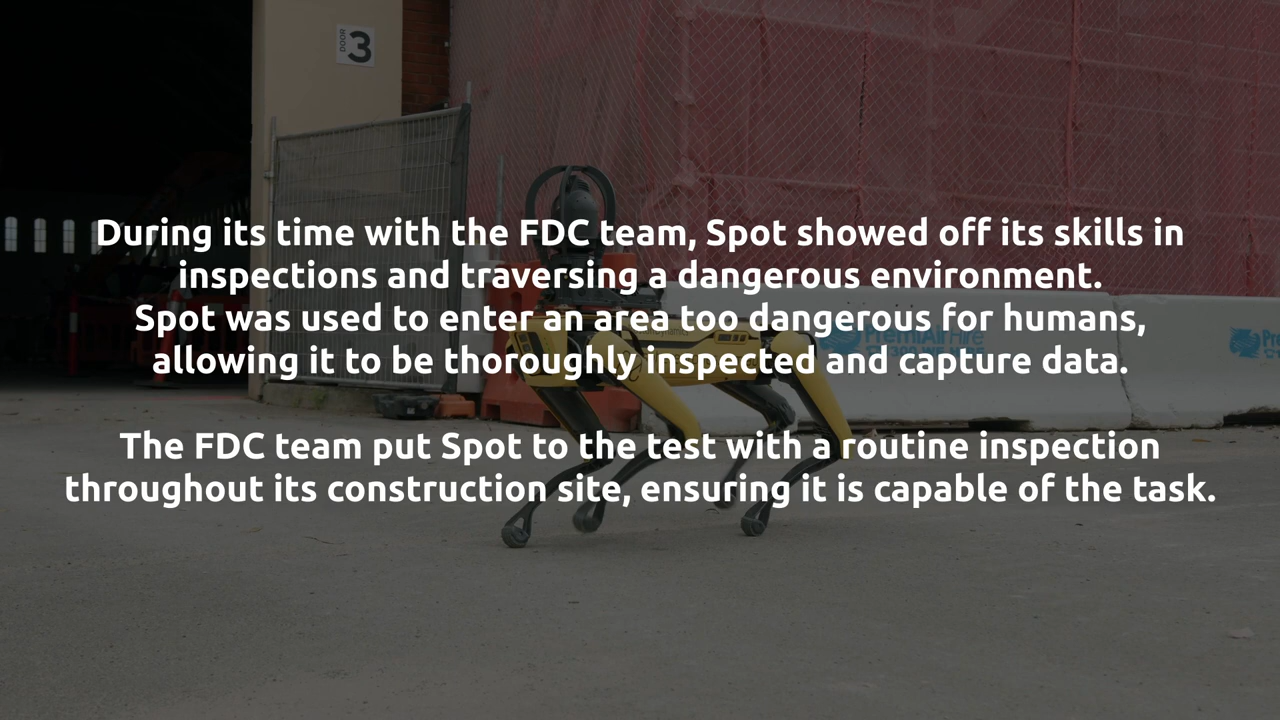 DOOR 3
During its time with the FDC team, Spot showed off its skills in
inspections and traversing a dangerous environment.
Spot was used to enter an area too dangerous for humans,
allowing it to be thoroughly inspected and capture data.
PremiAir Hire
The FDC team put Spot to the test with a routine inspection
throughout its construction site, ensuring it is capable of the task.